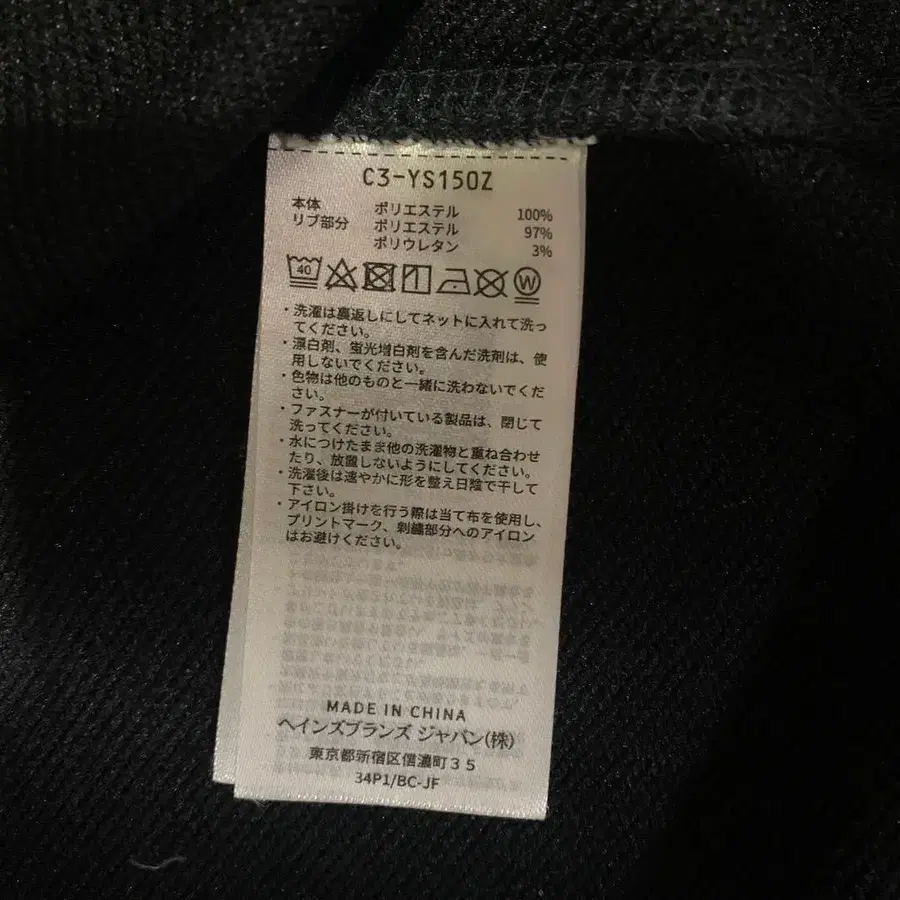 C3-YS150Z
本体 ポリエステル 100%
リブ部分 ポリエステル 97%
ポリウレタン 3%
40 W
・洗濯は裏返しにしてネットに入れて洗っ
てください。
・漂白剤、蛍光増白剤を含んだ洗剤は、使
用しないでください。
・色物は他のものと一緒に洗わないでくだ
さい。
・ファスナーが付いている製品は、閉じて
洗ってください。
・水につけたまま他の洗濯物と重ね合わせ
たり、放置しないようにしてください。
・洗濯後は速やかに形を整え日陰で干して
下さい。
・アイロン掛けを行う際は当て布を使用し、
プリントマーク、刺繍部分へのアイロン
はお避けください。
MADE IN CHINA
ヘインズブランズ ジャパン(株)
東京都新宿区信濃町35
34P1/BC-JF